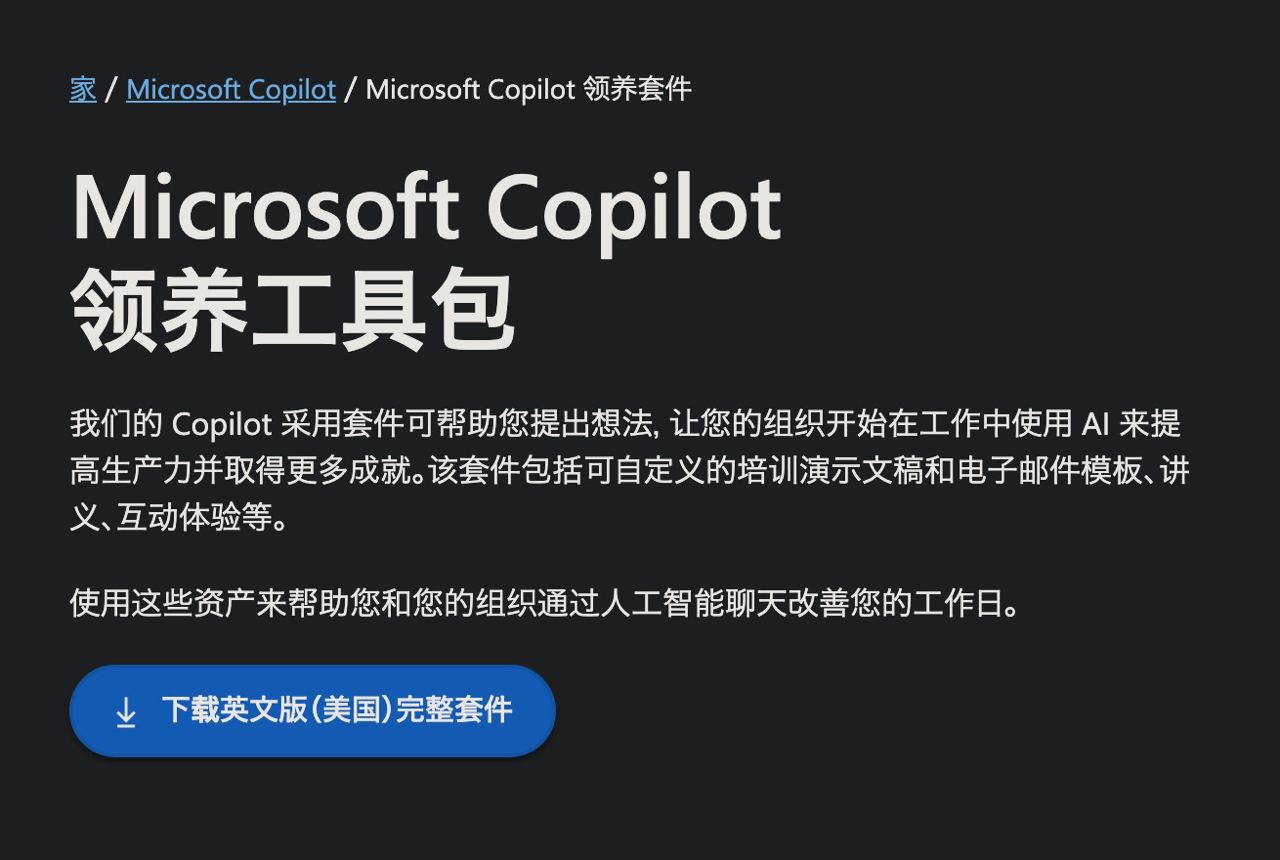 家 / Microsoft Copilot / Microsoft Copilot 领养套件
Microsoft Copilot
领养工具包
我们的 Copilot 采用套件可帮助您提出想法, 让您的组织开始在工作中使用 AI 来提
高生产力并取得更多成就。该套件包括可自定义的培训演示文稿和电子邮件模板、讲
义、互动体验等。
使用这些资产来帮助您和您的组织通过人工智能聊天改善您的工作日。
下载英文版（美国）完整套件